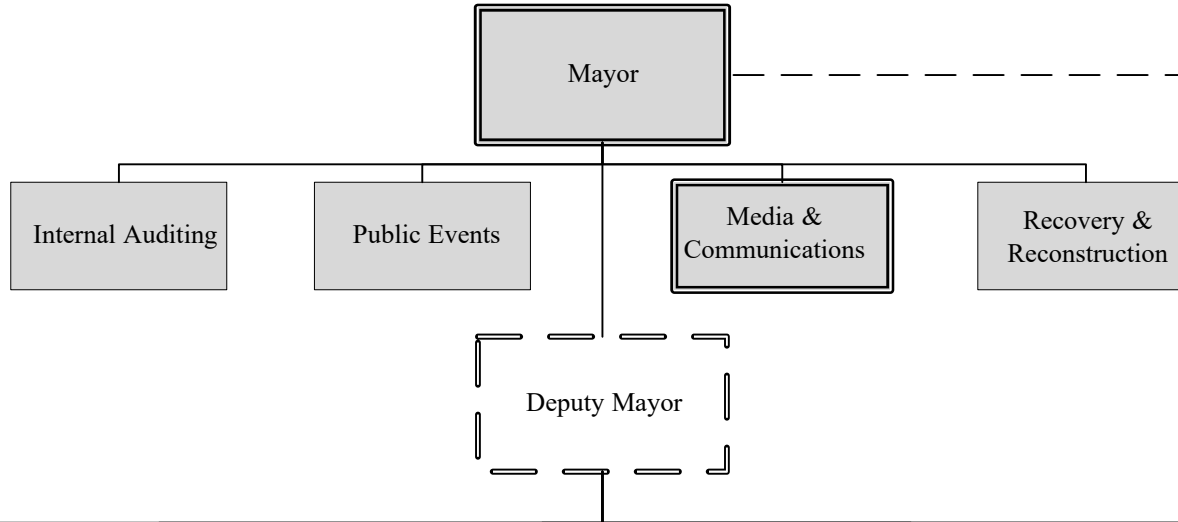 Mayor
Internal Auditing
Public Events
Media &
Communications
Recovery &
Reconstruction
Deputy Mayor